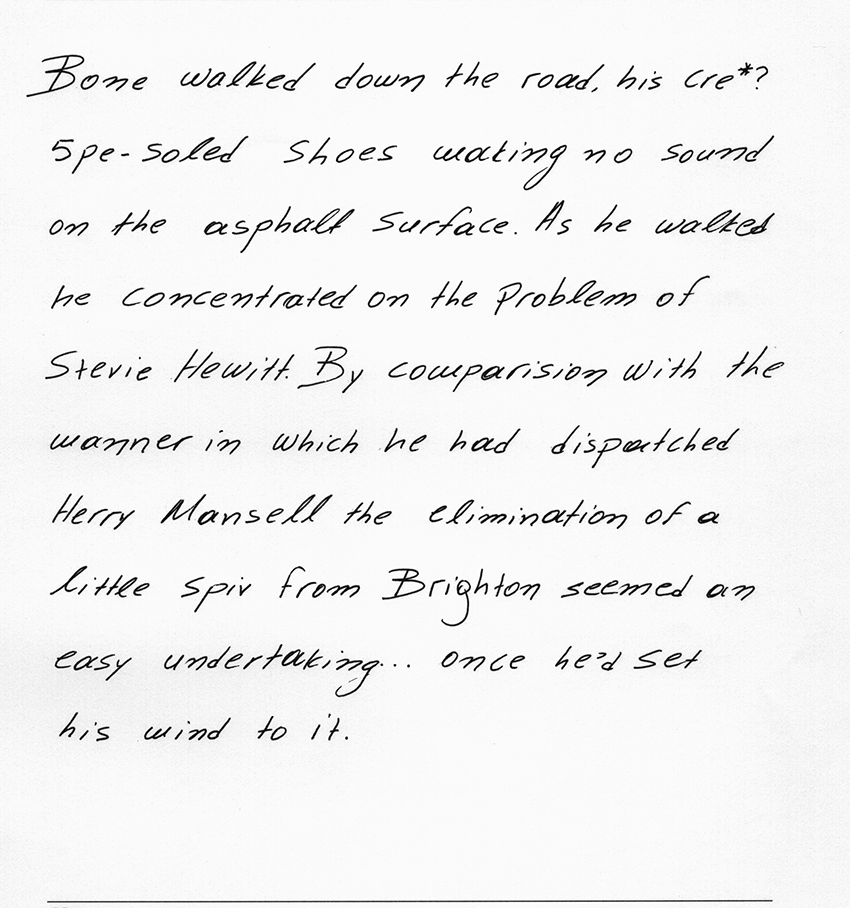 Bone walked down the road, his cre*?
5pe-soled shoes making no sound
on the asphalt surface. As he walked
he concentrated on the problem of
Stevie Hewitt. By comparision with the
manner in which he had dispatched
Herry Mansell the elimination of a
little spiv from Brighton seemed an
easy undertaking... once he'd set
his mind to it.